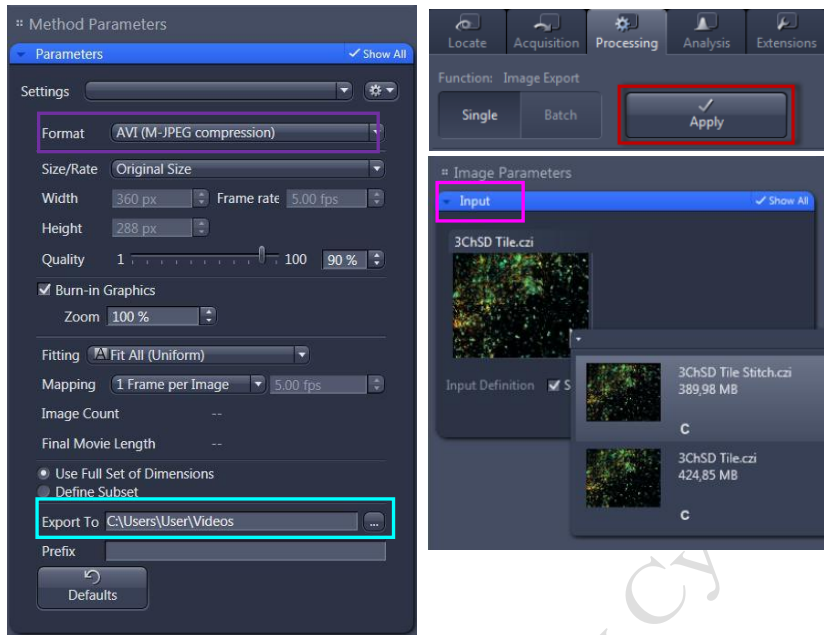 Method Parameters
Parameters Show All
Settings
Format AVI (M-JPEG compression)
Size/Rate Original Size
Width 360 px Frame rate 5.00 fps
Height 288 px
Quality 1 100 90 %
Burn-in Graphics
Zoom 100 %
Fitting Fit All (Uniform)
Mapping 1 Frame per Image 5.00 fps
Image Count --
Final Movie Length --
Use Full Set of Dimensions
Define Subset
Export To C:\Users\User\Videos ...
Prefix
Defaults
Locate Acquisition Processing Analysis Extensions
Function: Image Export
Single Batch Apply
Image Parameters
Input Show All
3ChSD Tile.czi
Input Definition S
3ChSD Tile Stitch.czi
389,98 MB
C
3ChSD Tile.czi
424,85 MB
C